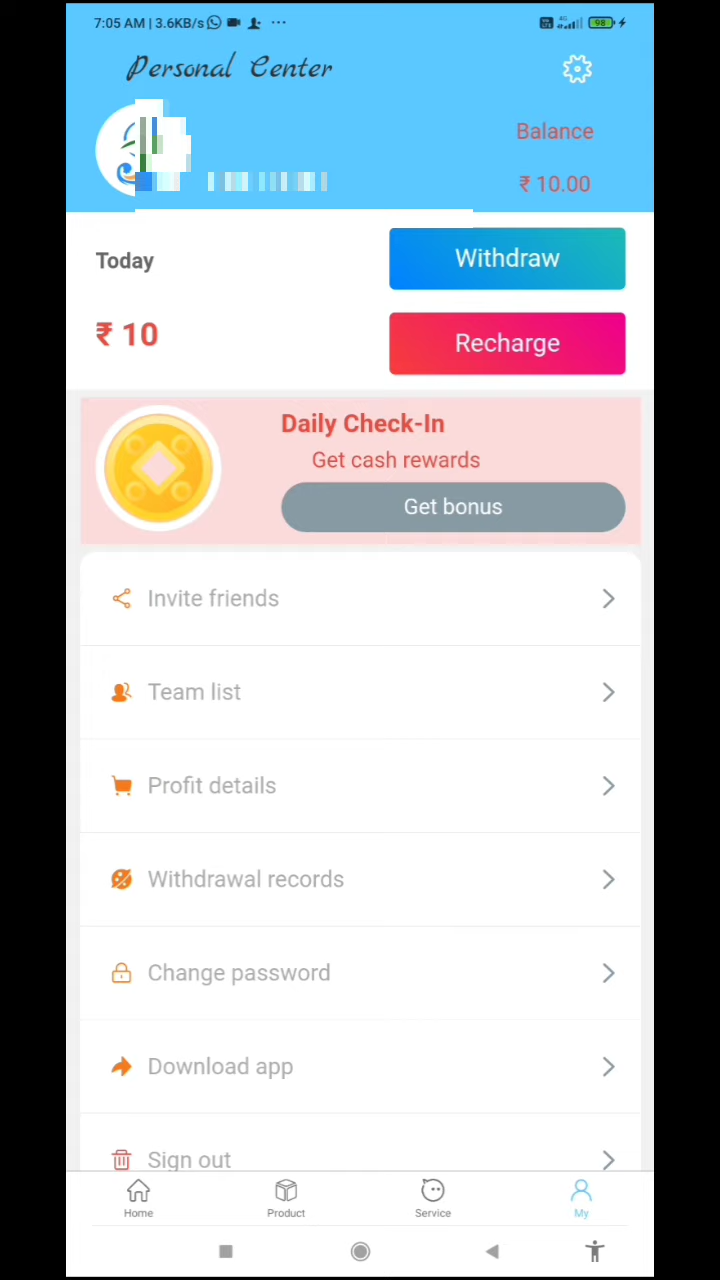 7:05 AM | 3.6KB/s
4G
98
Personal Center
Balance
₹ 10.00
Today
Withdraw
₹ 10
Recharge
Daily Check-In
Get cash rewards
Get bonus
Invite friends
Team list
Profit details
Withdrawal records
Change password
Download app
Sign out
Home
Product
Service
My